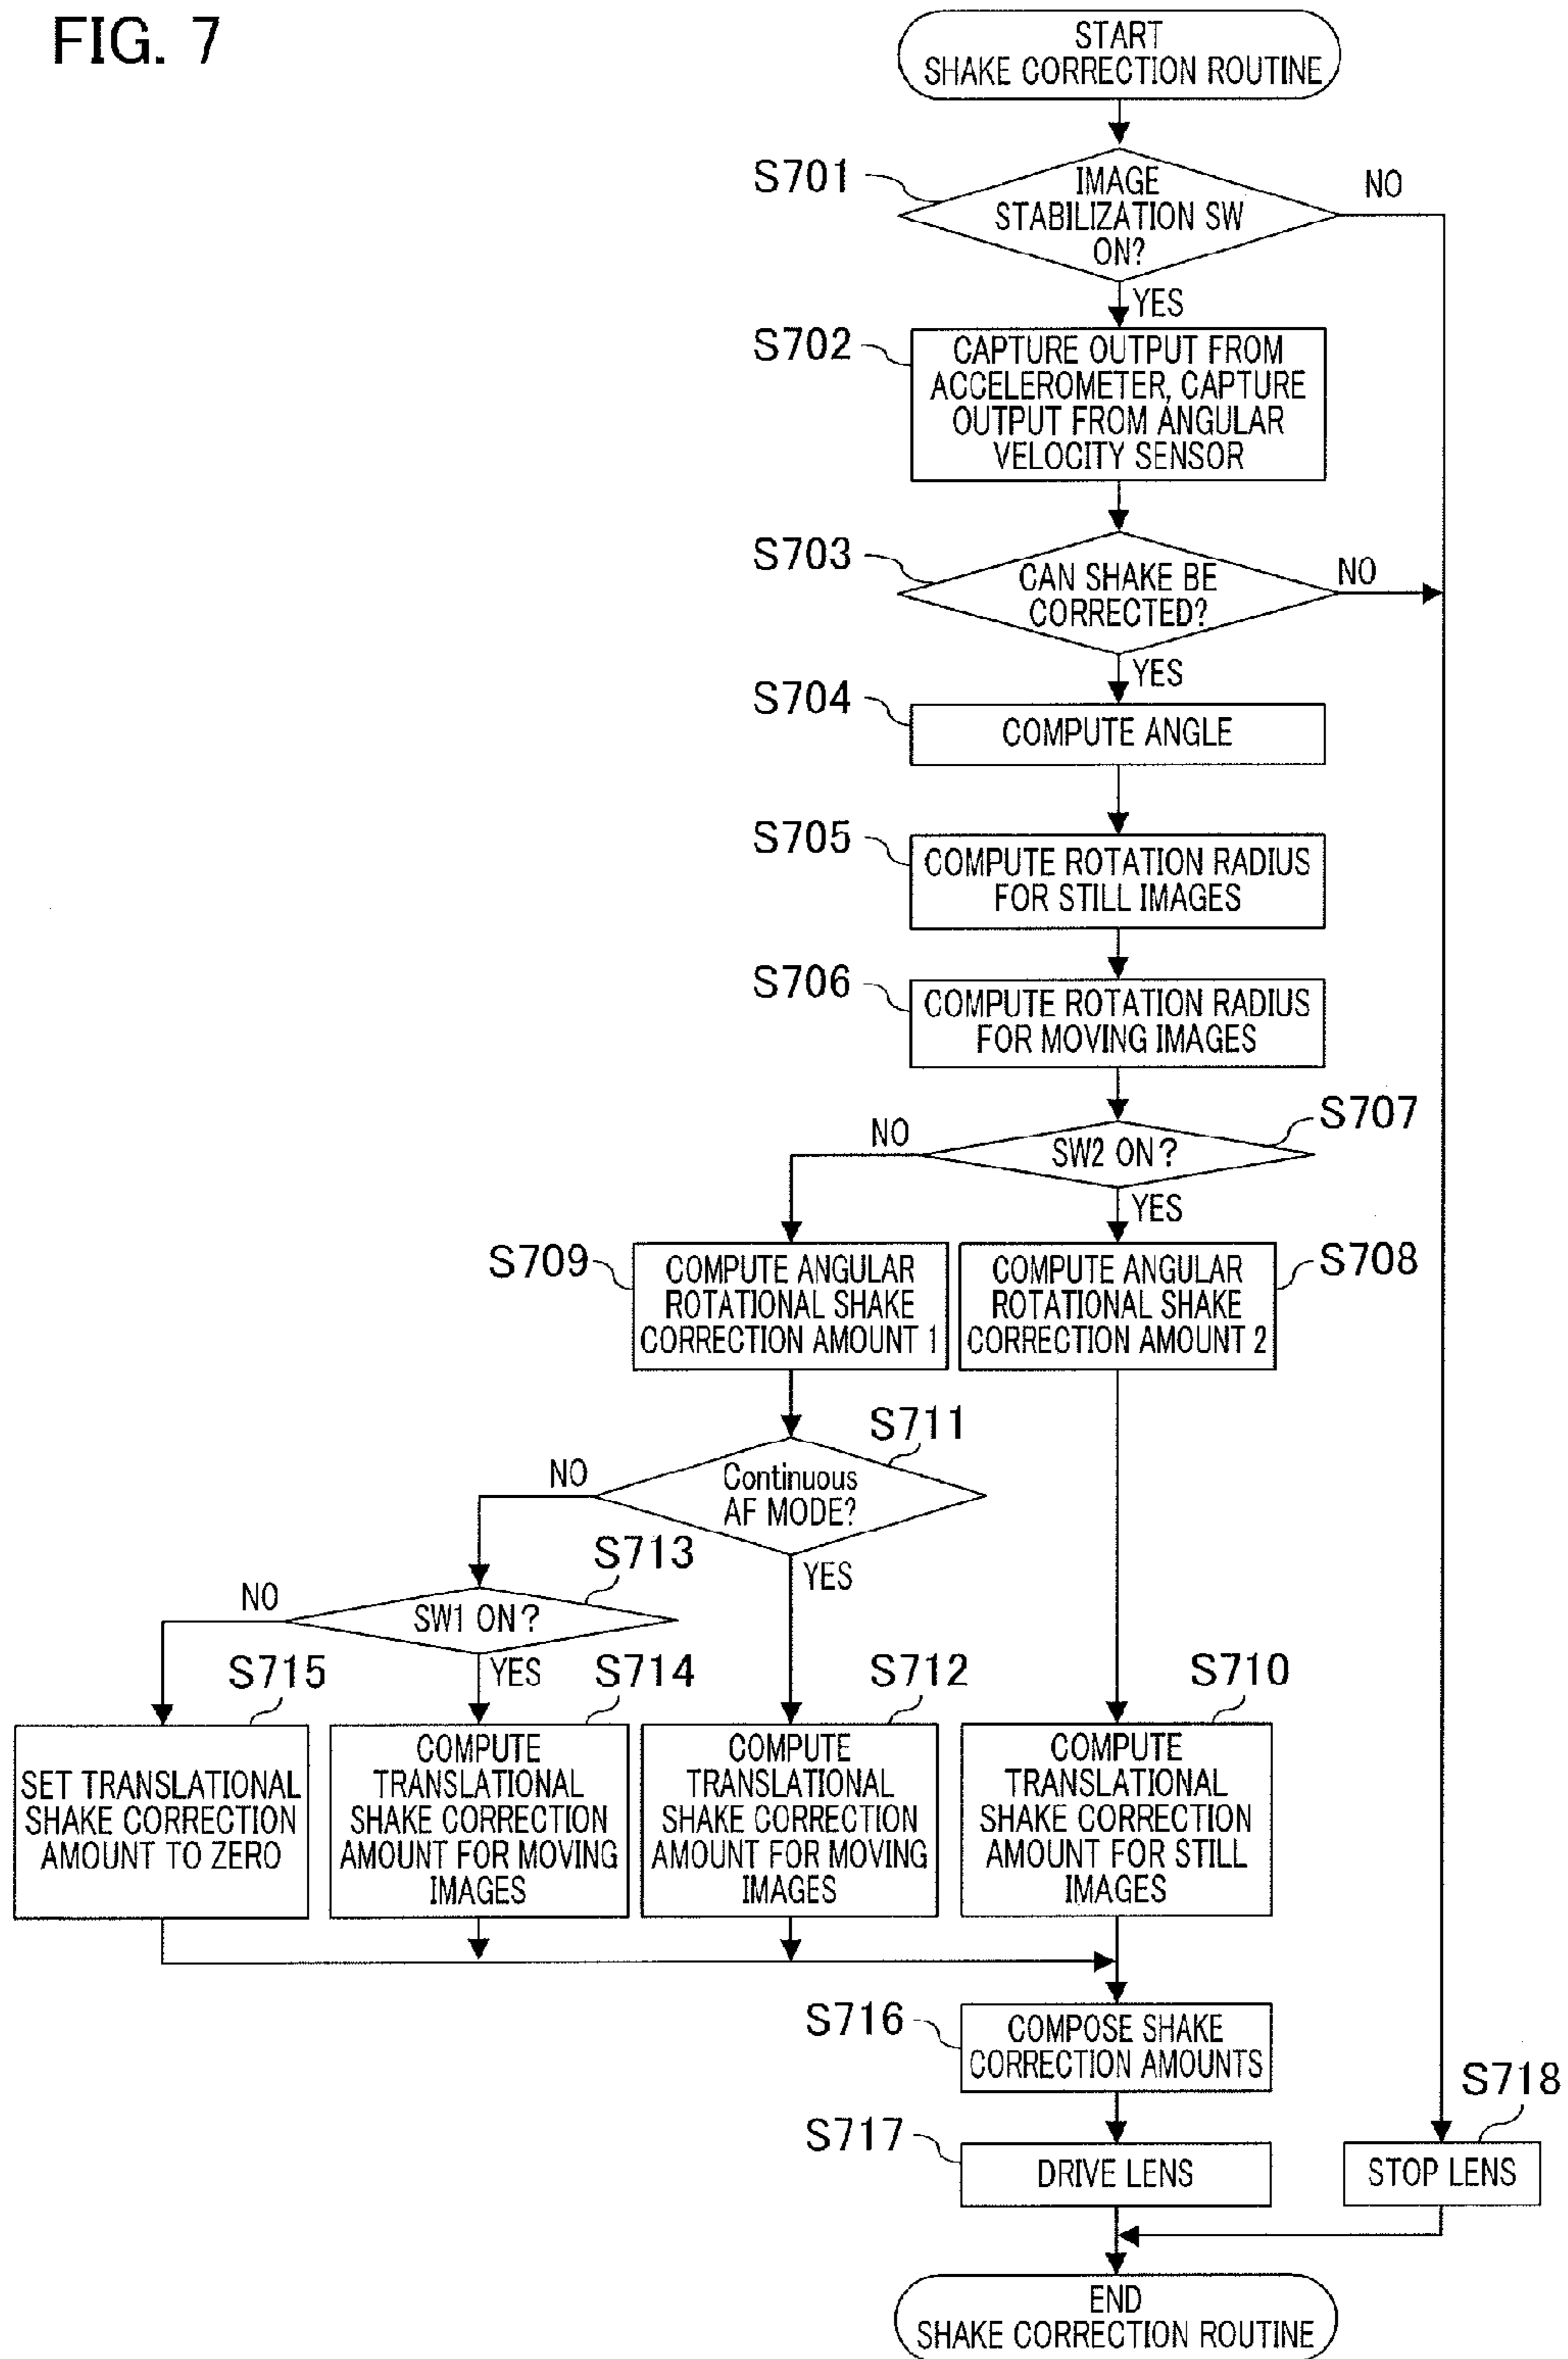 FIG. 7
START
SHAKE CORRECTION ROUTINE
S701
IMAGE
STABILIZATION SW
ON?
NO
YES
S702
CAPTURE OUTPUT FROM
ACCELEROMETER, CAPTURE
OUTPUT FROM ANGULAR
VELOCITY SENSOR
S703
CAN SHAKE BE
CORRECTED?
NO
YES
S704
COMPUTE ANGLE
S705
COMPUTE ROTATION RADIUS
FOR STILL IMAGES
S706
COMPUTE ROTATION RADIUS
FOR MOVING IMAGES
S707
NO
SW2 ON?
YES
S709
COMPUTE ANGULAR
ROTATIONAL SHAKE
CORRECTION AMOUNT 1
COMPUTE ANGULAR
ROTATIONAL SHAKE
CORRECTION AMOUNT 2
S708
S711
NO
Continuous
AF MODE?
YES
S713
NO
SW1 ON?
YES
S715
SET TRANSLATIONAL
SHAKE CORRECTION
AMOUNT TO ZERO
S714
COMPUTE
TRANSLATIONAL
SHAKE CORRECTION
AMOUNT FOR MOVING
IMAGES
S712
COMPUTE
TRANSLATIONAL
SHAKE CORRECTION
AMOUNT FOR MOVING
IMAGES
S710
COMPUTE
TRANSLATIONAL
SHAKE CORRECTION
AMOUNT FOR STILL
IMAGES
S716
COMPOSE SHAKE
CORRECTION AMOUNTS
S717
DRIVE LENS
S718
STOP LENS
END
SHAKE CORRECTION ROUTINE